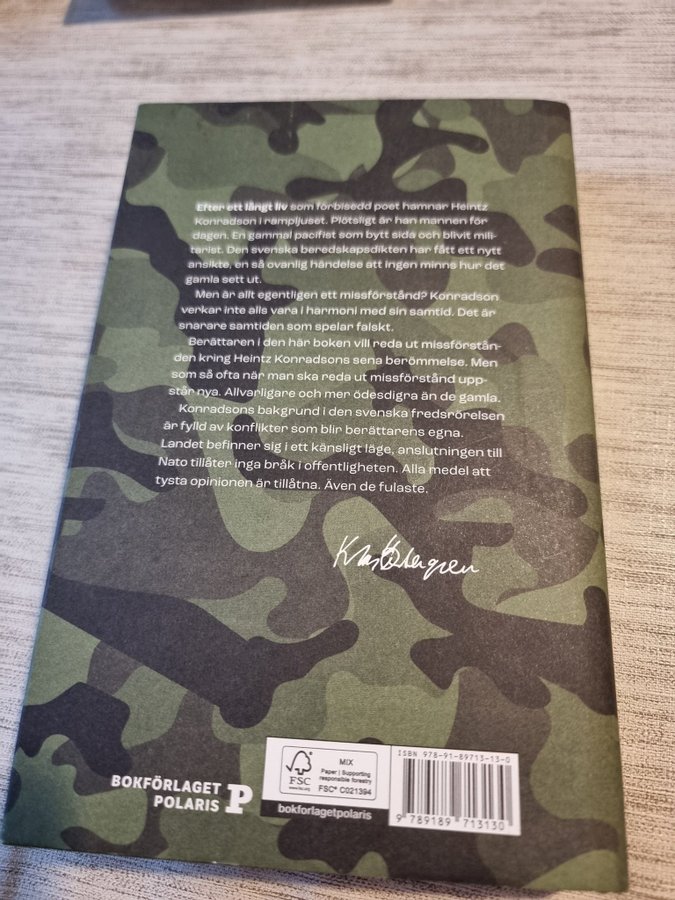 Efter ett långt liv som förbisedd poet hamnar Heintz
Konradson i rampljuset. Plötsligt är han mannen för
dagen. En gammal pacifist som bytt sida och blivit mili-
tarist. Den svenska beredskapsdikten har fått ett nytt
ansikte, en så ovanlig händelse att ingen minns hur det
gamla sett ut.
Men är allt egentligen ett missförstånd? Konradson
verkar inte alls vara i harmoni med sin samtid. Det är
snarare samtiden som spelar falskt.
Berättaren i den här boken vill reda ut missförstån-
den kring Heintz Konradsons sena berömmelse. Men
som så ofta när man ska reda ut missförstånd upp-
står nya. Allvarligare och mer ödesdigra än de gamla.
Konradsons bakgrund i den svenska fredsrörelsen
är fylld av konflikter som blir berättarens egna.
Landet befinner sig i ett känsligt läge, anslutningen till
Nato tillåter inga bråk i offentligheten. Alla medel att
tysta opinionen är tillåtna. Även de fulaste.
Klas Östergren
BOKFÖRLAGET
POLARIS P
FSC
www.fsc.org
MIX
Paper | Supporting
responsible forestry
FSC® C021394
bokforlagetpolaris
ISBN 978-91-89713-13-0
9 789189 713130